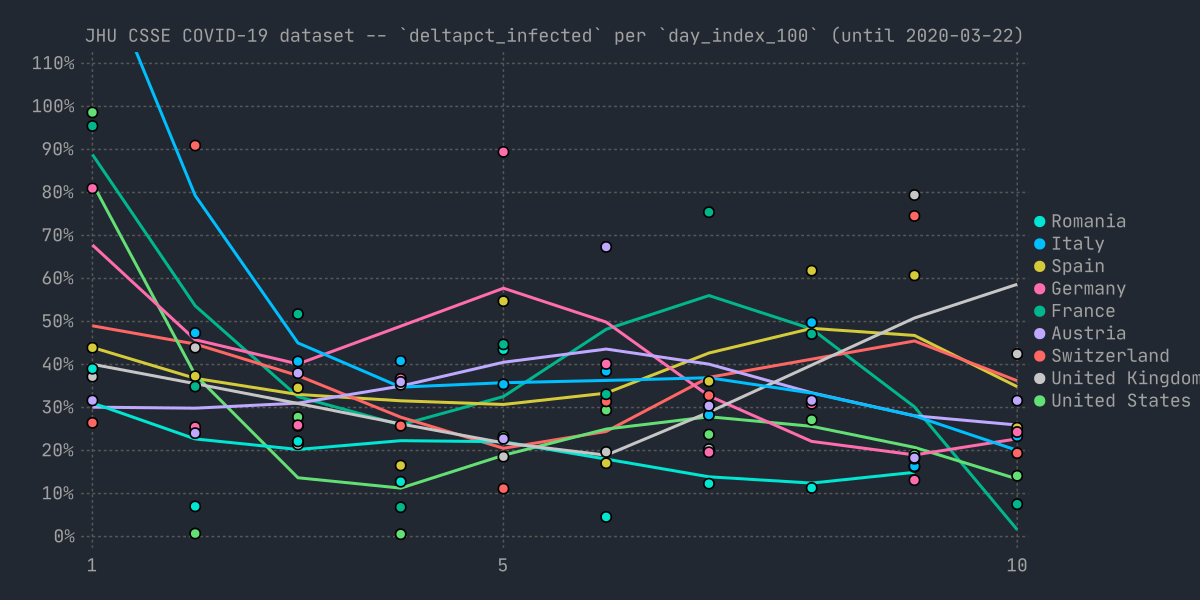 JHU CSSE COVID-19 dataset -- `deltapct_infected` per `day_index_100` (until 2020-03-22)
110%
100%
90%
80%
70%
60%
50%
40%
30%
20%
10%
0%
1 5 10
Romania
Italy
Spain
Germany
France
Austria
Switzerland
United Kingdom
United States